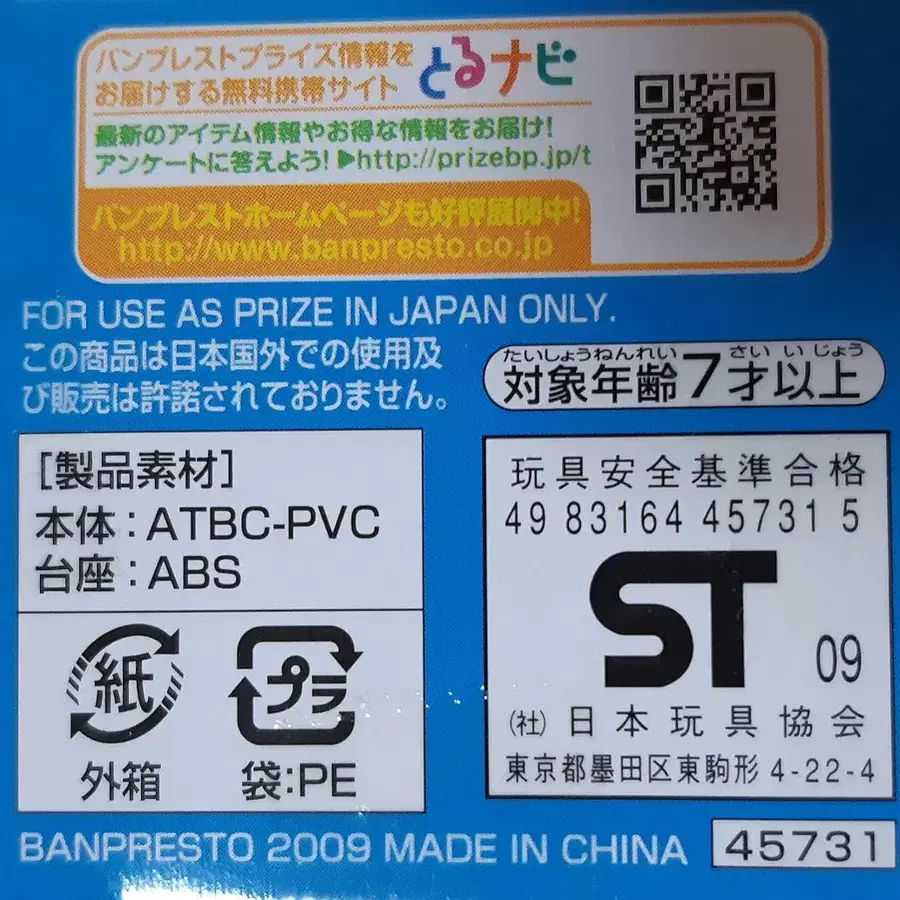 バンプレストプライズ情報を
お届けする無料携帯サイト
とるナビ
最新のアイテム情報やお得な情報をお届け!
アンケートに答えよう!▶http://prizebp.jp/t
バンプレストホームページも好評展開中!
http://www.banpresto.co.jp
FOR USE AS PRIZE IN JAPAN ONLY.
この商品は日本国外での使用及
び販売は許諾されておりません。
たいしょうねんれい さいいじょう
対象年齢7才以上
[製品素材]
本体:ATBC-PVC
台座:ABS
紙
外箱
プラ
袋:PE
玩具安全基準合格
49 83164 45731 5
ST
09
(社)日本玩具協会
東京都墨田区東駒形4-22-4
BANPRESTO 2009 MADE IN CHINA
45731